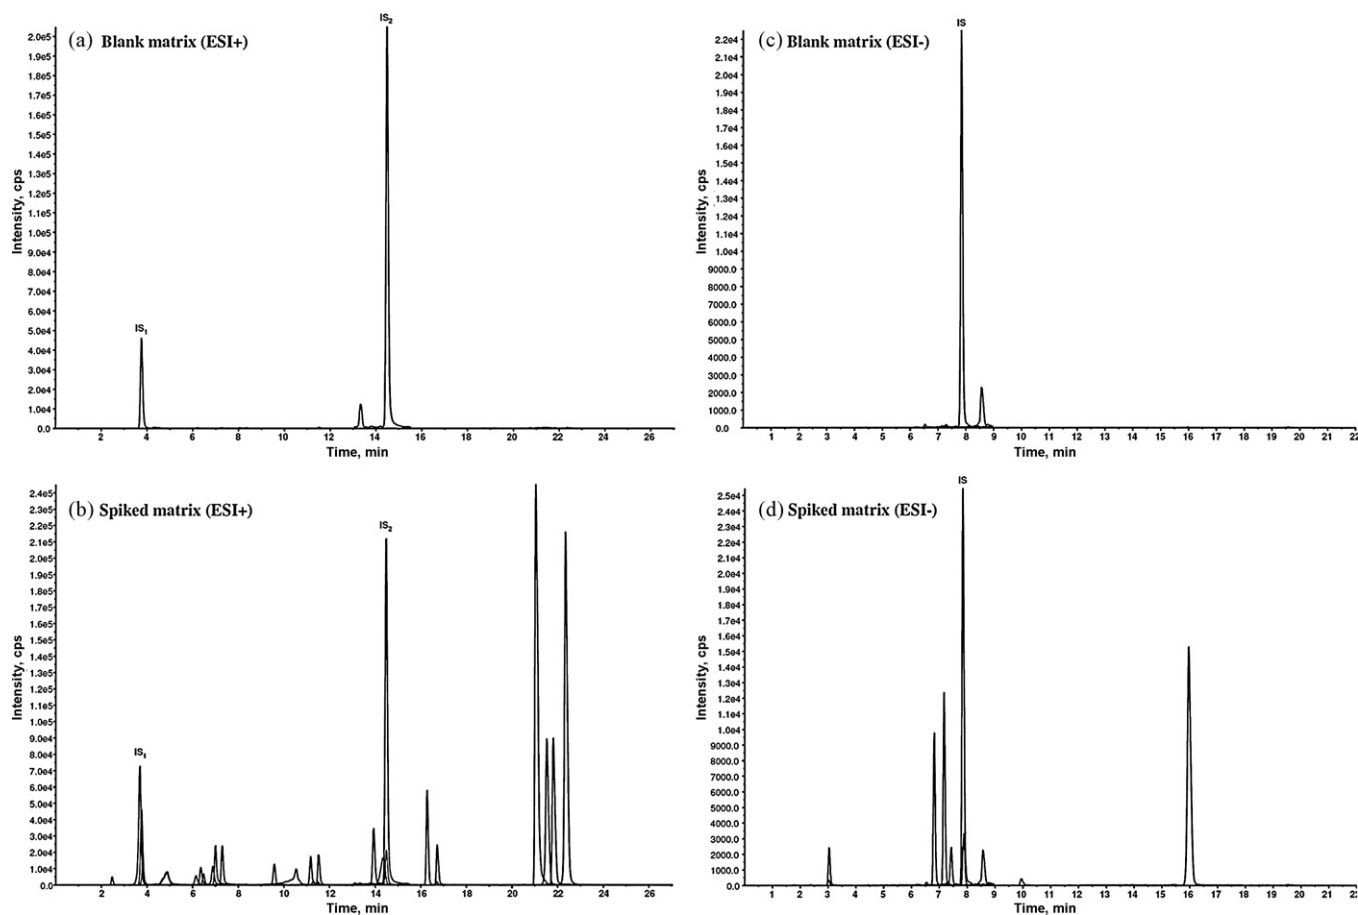 IS₂
(a) Blank matrix (ESI+)
2.0e5
1.9e5
1.8e5
1.7e5
1.6e5
1.5e5
1.4e5
1.3e5
1.2e5
1.1e5
1.0e5
9.0e4
8.0e4
7.0e4
6.0e4
5.0e4
4.0e4
3.0e4
2.0e4
1.0e4
0.0
Intensity, cps
IS₁
2 4 6 8 10 12 14 16 18 20 22 24 26
Time, min
IS
(c) Blank matrix (ESI-)
2.2e4
2.1e4
2.0e4
1.9e4
1.8e4
1.7e4
1.6e4
1.5e4
1.4e4
1.3e4
1.2e4
1.1e4
1.0e4
9000.0
8000.0
7000.0
6000.0
5000.0
4000.0
3000.0
2000.0
1000.0
0.0
Intensity, cps
1 2 3 4 5 6 7 8 9 10 11 12 13 14 15 16 17 18 19 20 21 22
Time, min
(b) Spiked matrix (ESI+)
IS₂
2.4e5
2.3e5
2.2e5
2.1e5
2.0e5
1.9e5
1.8e5
1.7e5
1.6e5
1.5e5
1.4e5
1.3e5
1.2e5
1.1e5
1.0e5
9.0e4
8.0e4
7.0e4
6.0e4
5.0e4
4.0e4
3.0e4
2.0e4
1.0e4
0.0
Intensity, cps
IS₁
2 4 6 8 10 12 14 16 18 20 22 24 26
Time, min
IS
(d) Spiked matrix (ESI-)
2.5e4
2.4e4
2.3e4
2.2e4
2.1e4
2.0e4
1.9e4
1.8e4
1.7e4
1.6e4
1.5e4
1.4e4
1.3e4
1.2e4
1.1e4
1.0e4
9000.0
8000.0
7000.0
6000.0
5000.0
4000.0
3000.0
2000.0
1000.0
0.0
Intensity, cps
1 2 3 4 5 6 7 8 9 10 11 12 13 14 15 16 17 18 19 20 21 22
Time, min